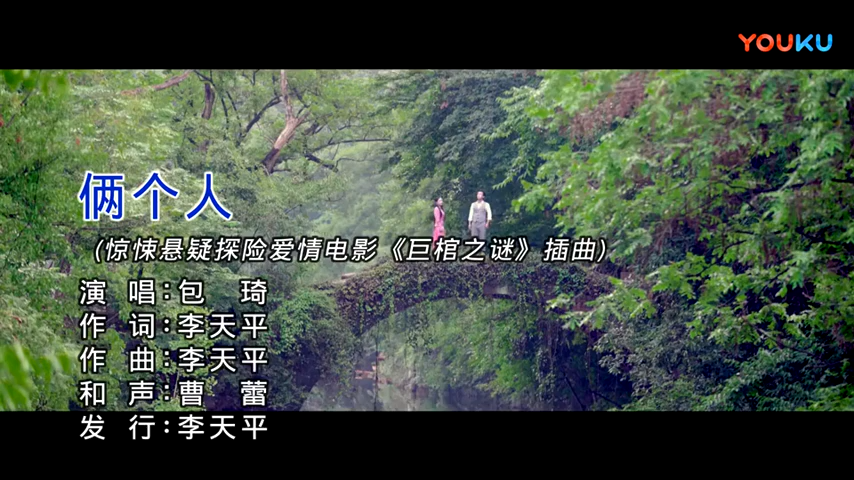 YOUKU
俩个人
(惊悚悬疑探险爱情电影《巨棺之谜》插曲)
演 唱:包 琦
作 词:李天平
作 曲:李天平
和 声:曹 蕾
发 行:李天平